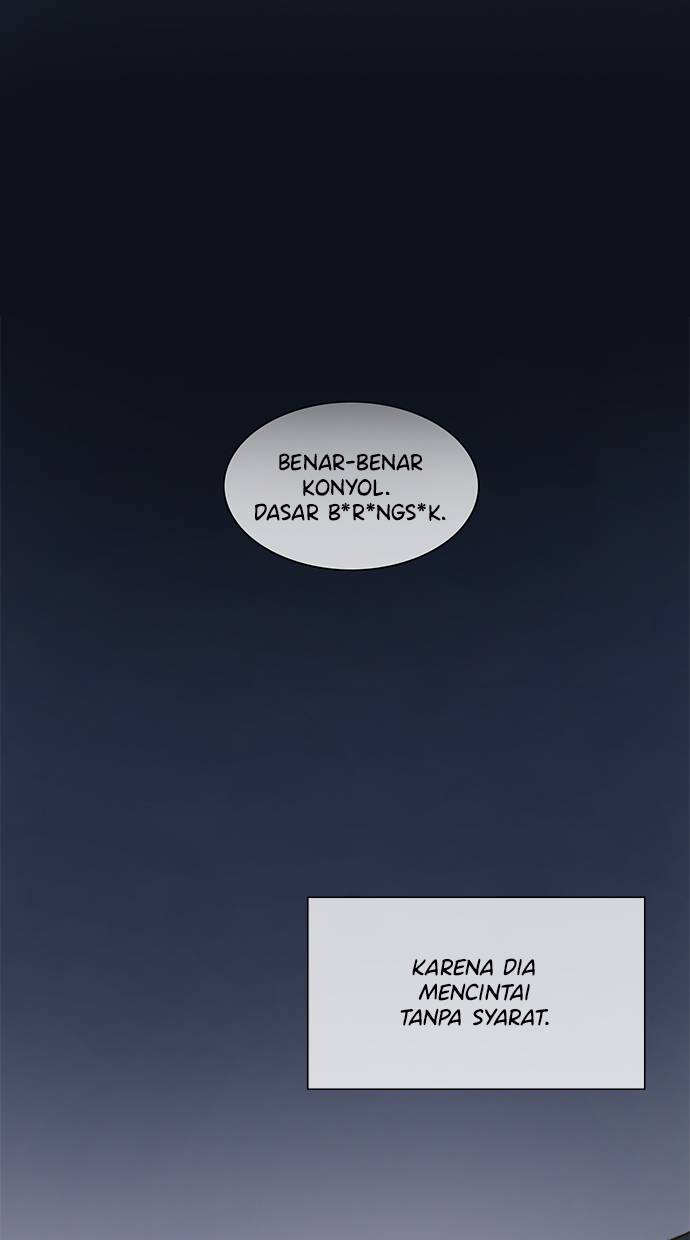 BENAR-BENAR
KONYOL.
DASAR B*R*NGS*K.
KARENA DIA
MENCINTAI
TANPA SYARAT.